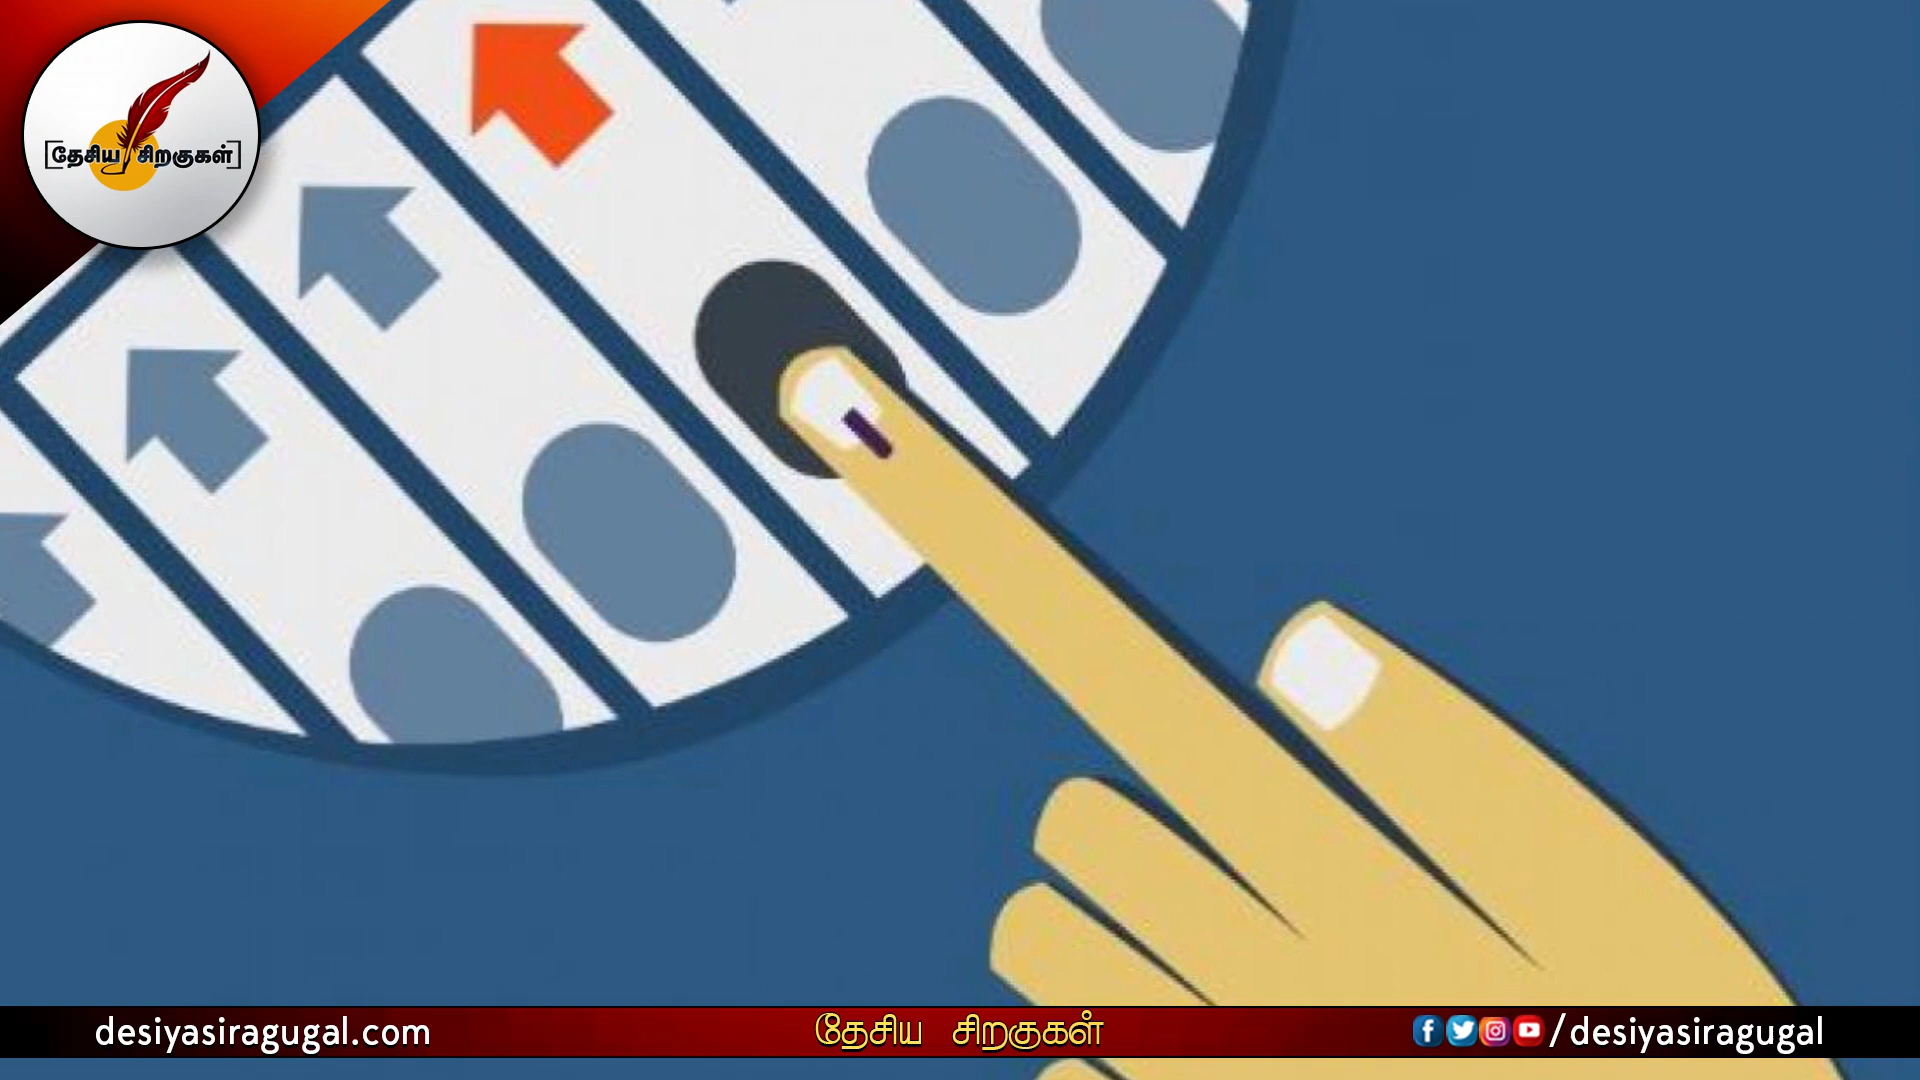 [தேசிய சிறகுகள்]
desiyasiragugal.com
தேசிய சிறகுகள்
/desiyasiragugal